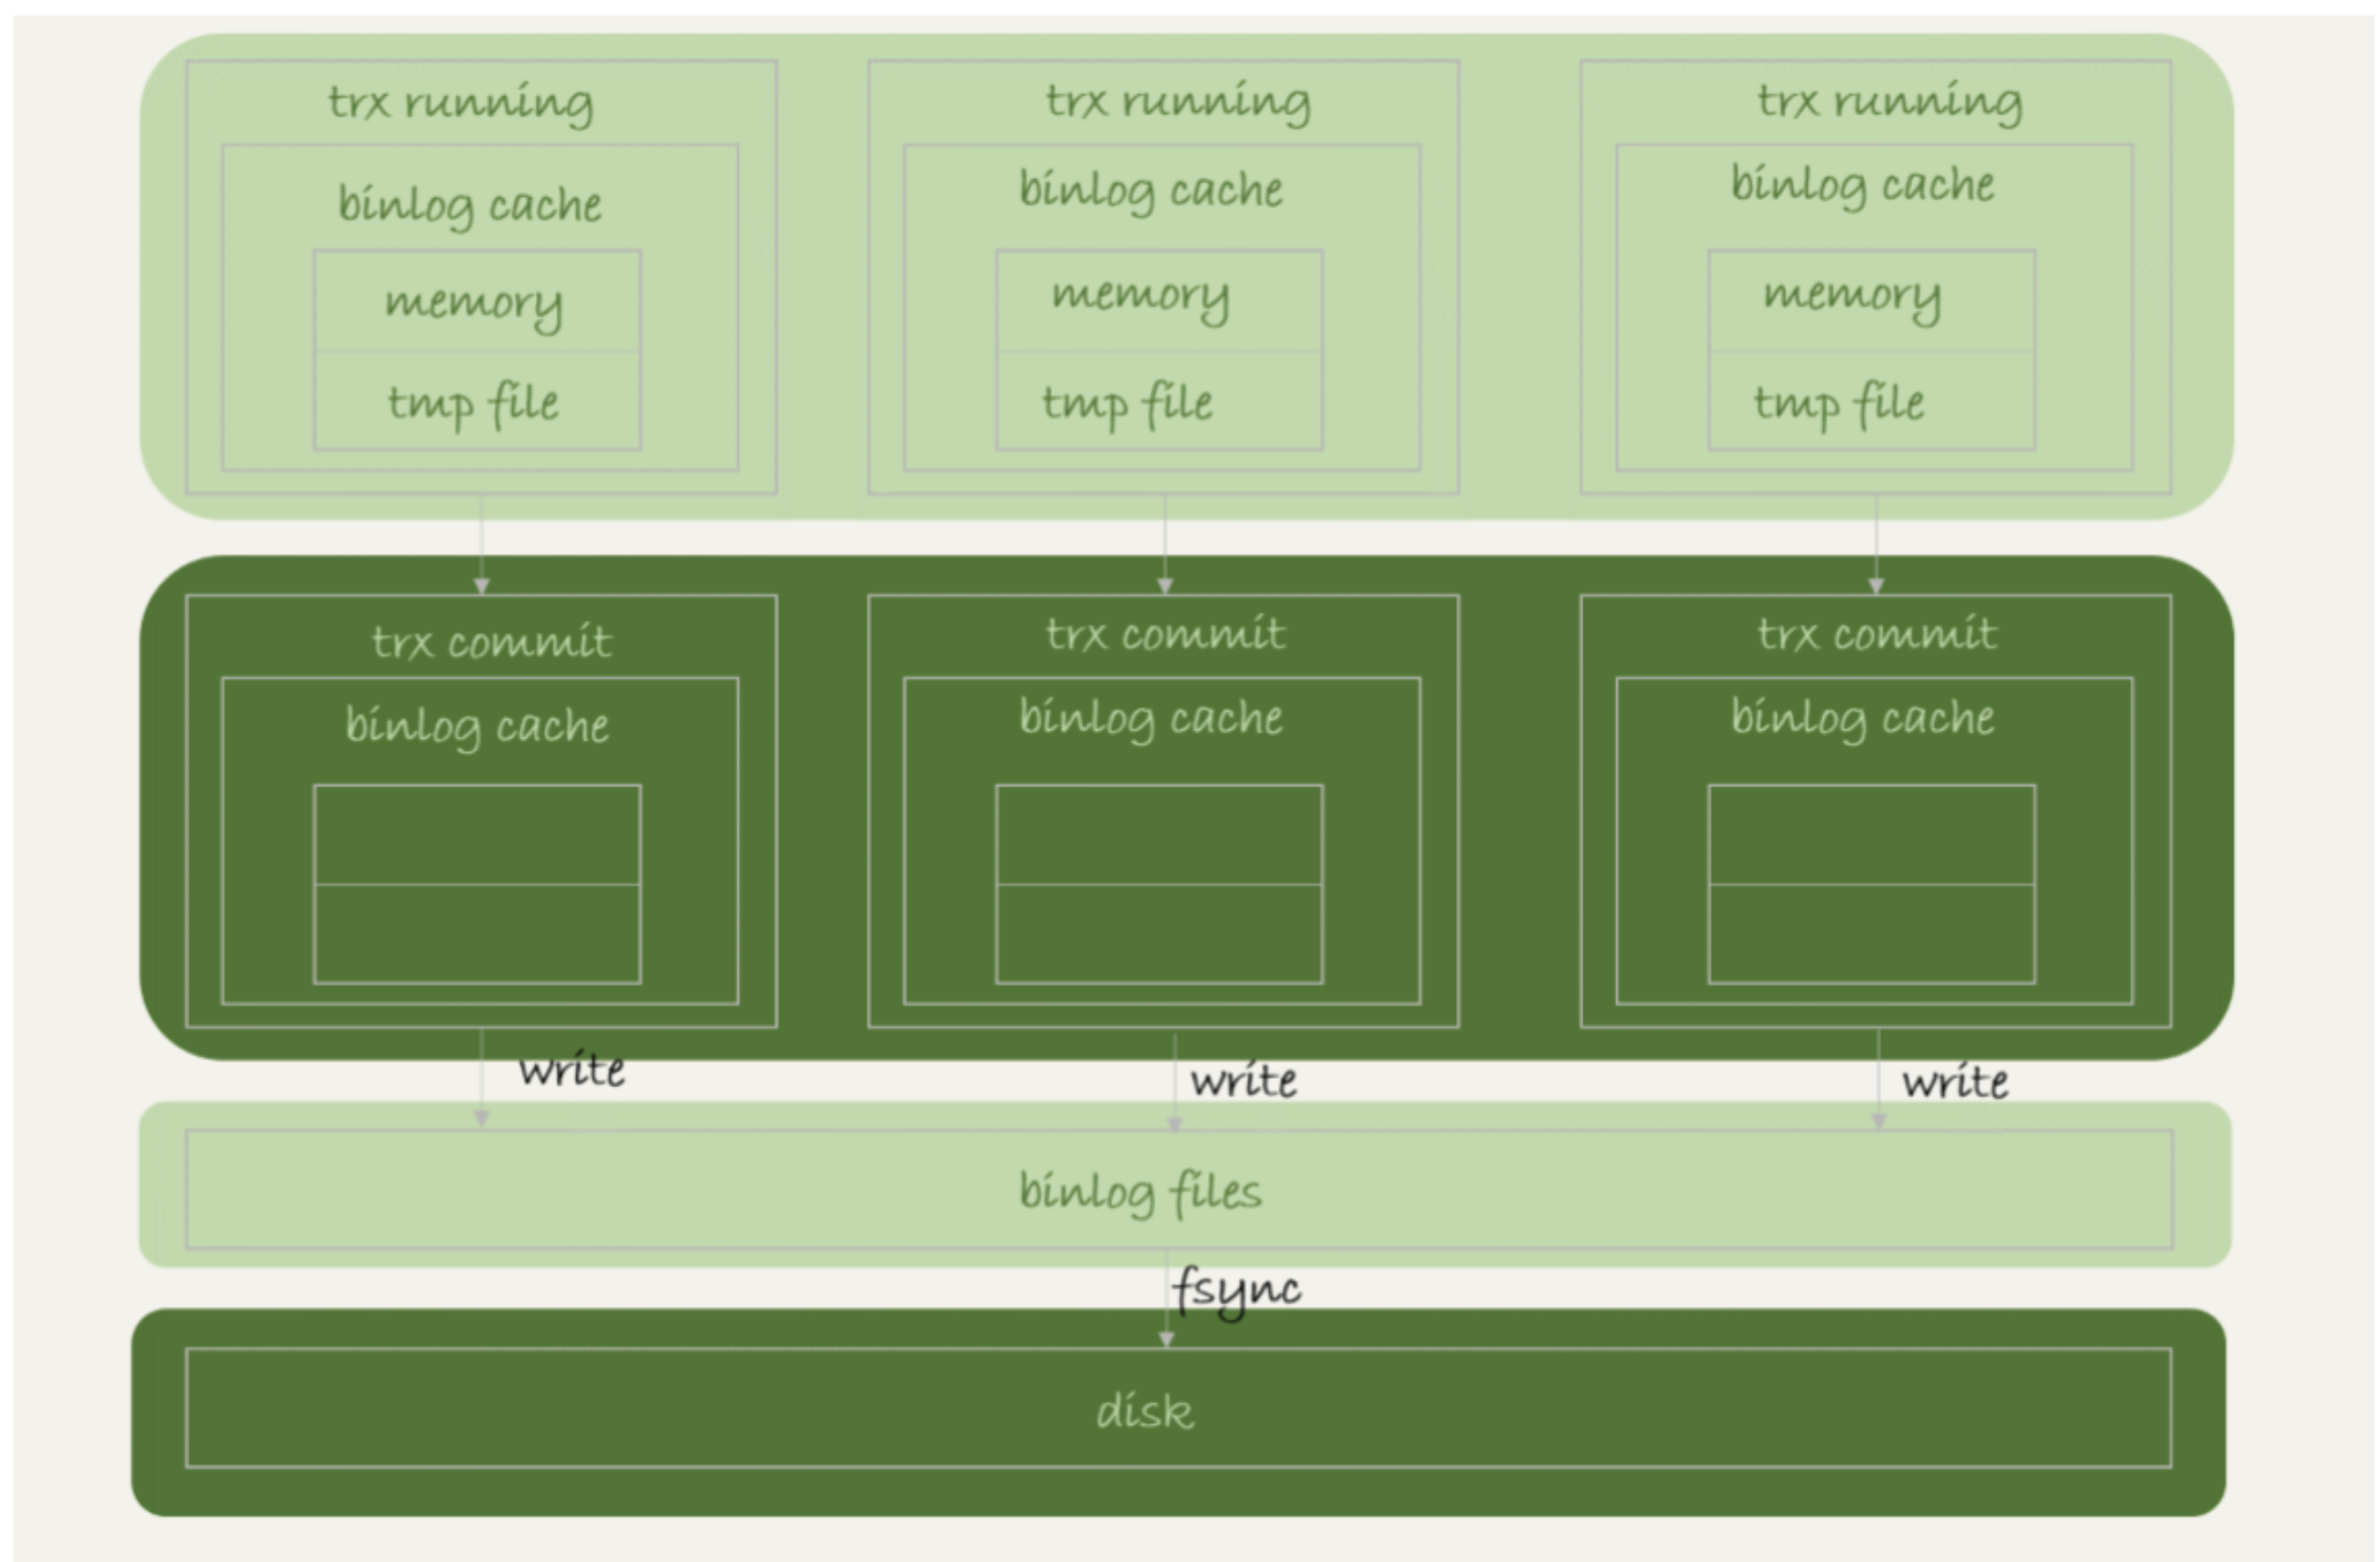 trx running
trx running
trx running
binlog cache
binlog cache
binlog cache
memory
memory
memory
tmp file
tmp file
tmp file
trx commit
trx commit
trx commit
binlog cache
binlog cache
binlog cache
write
write
write
binlog files
fsync
disk